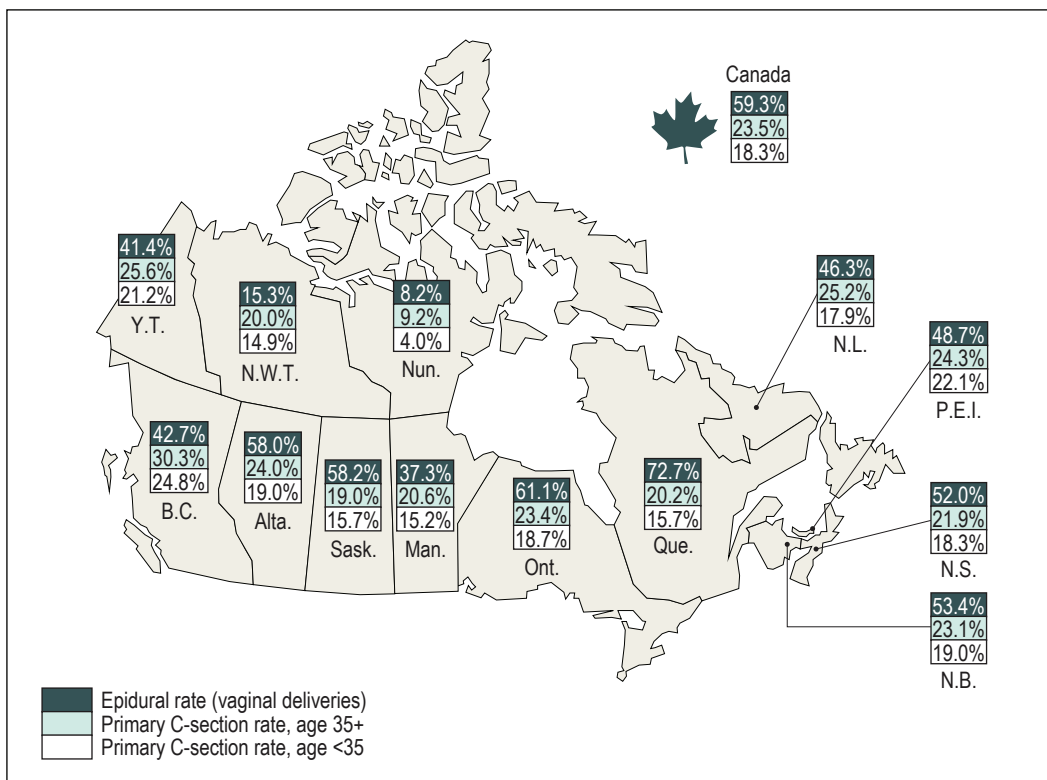 Canada
59.3%
23.5%
18.3%
41.4%
25.6%
21.2%
Y.T.
15.3%
20.0%
14.9%
N.W.T.
8.2%
9.2%
4.0%
Nun.
46.3%
25.2%
17.9%
N.L.
48.7%
24.3%
22.1%
P.E.I.
42.7%
30.3%
24.8%
B.C.
58.0%
24.0%
19.0%
Alta.
58.2%
19.0%
15.7%
Sask.
37.3%
20.6%
15.2%
Man.
61.1%
23.4%
18.7%
Ont.
72.7%
20.2%
15.7%
Que.
52.0%
21.9%
18.3%
N.S.
53.4%
23.1%
19.0%
N.B.
Epidural rate (vaginal deliveries)
Primary C-section rate, age 35+
Primary C-section rate, age <35